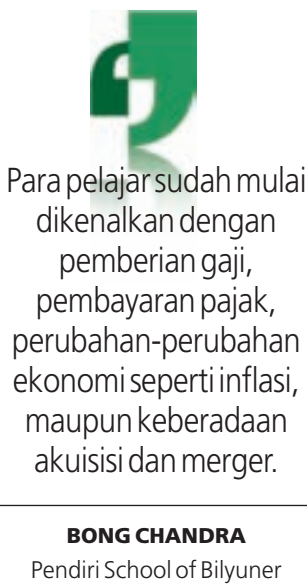 Para pelajar sudah mulai
dikenalkan dengan
pemberian gaji,
pembayaran pajak,
perubahan-perubahan
ekonomi seperti inflasi,
maupun keberadaan
akuisisi dan merger.
BONG CHANDRA
Pendiri School of Bilyuner